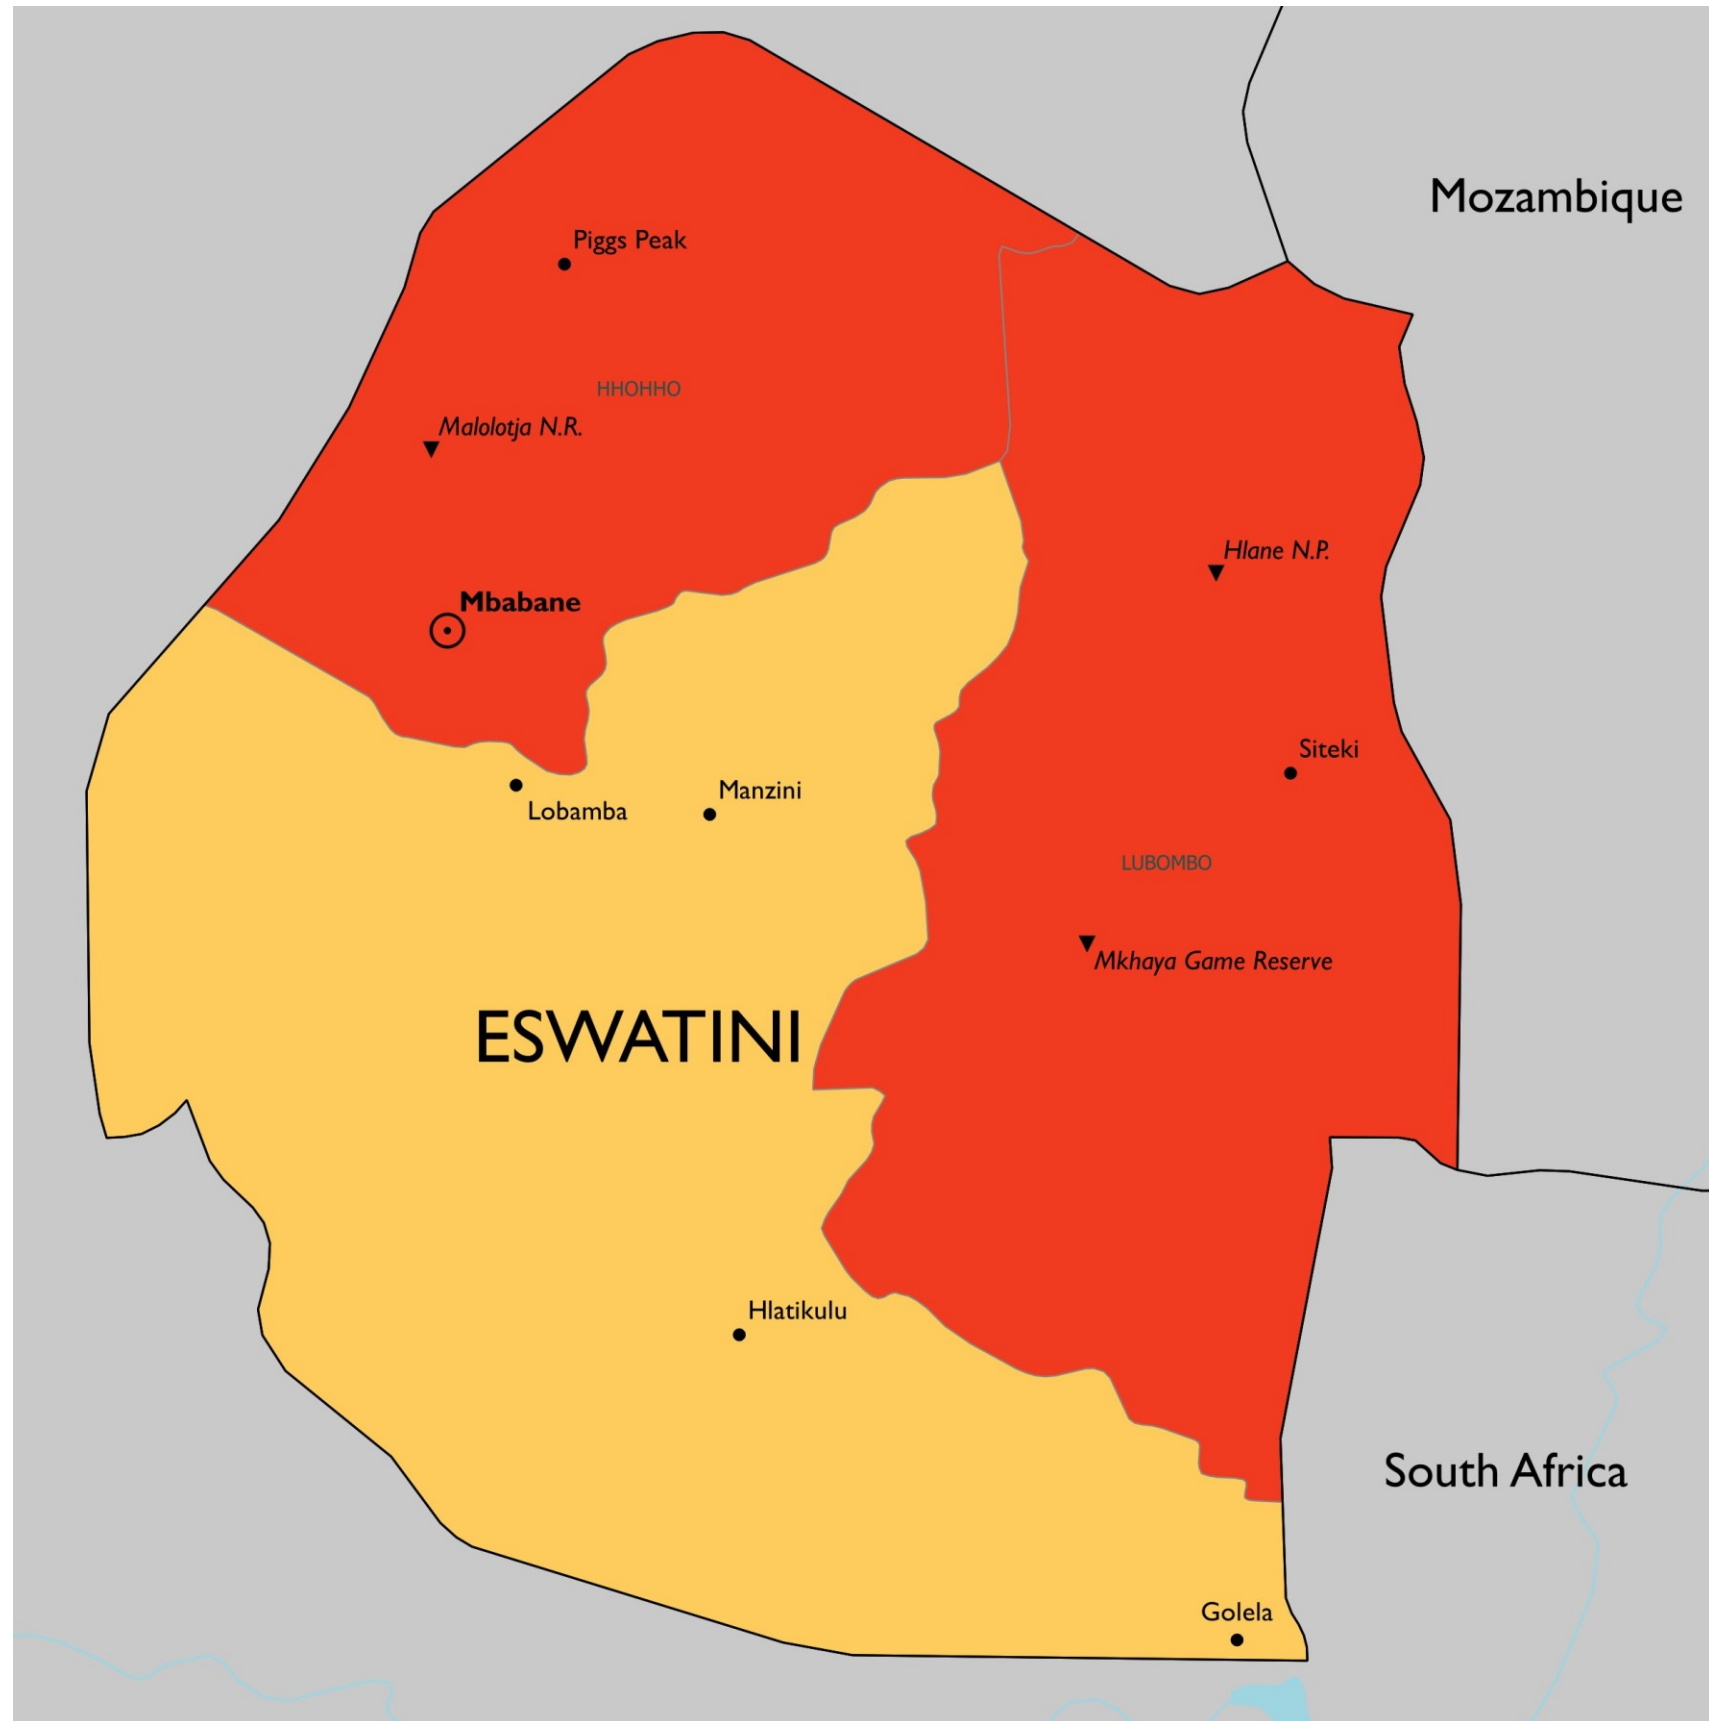 Mozambique
Piggs Peak
HHOHHO
Malolotja N.R.
Hlane N.P.
Mbabane
Siteki
Manzini
Lobamba
LUBOMBO
Mkhaya Game Reserve
ESWATINI
Hlatikulu
South Africa
Golela